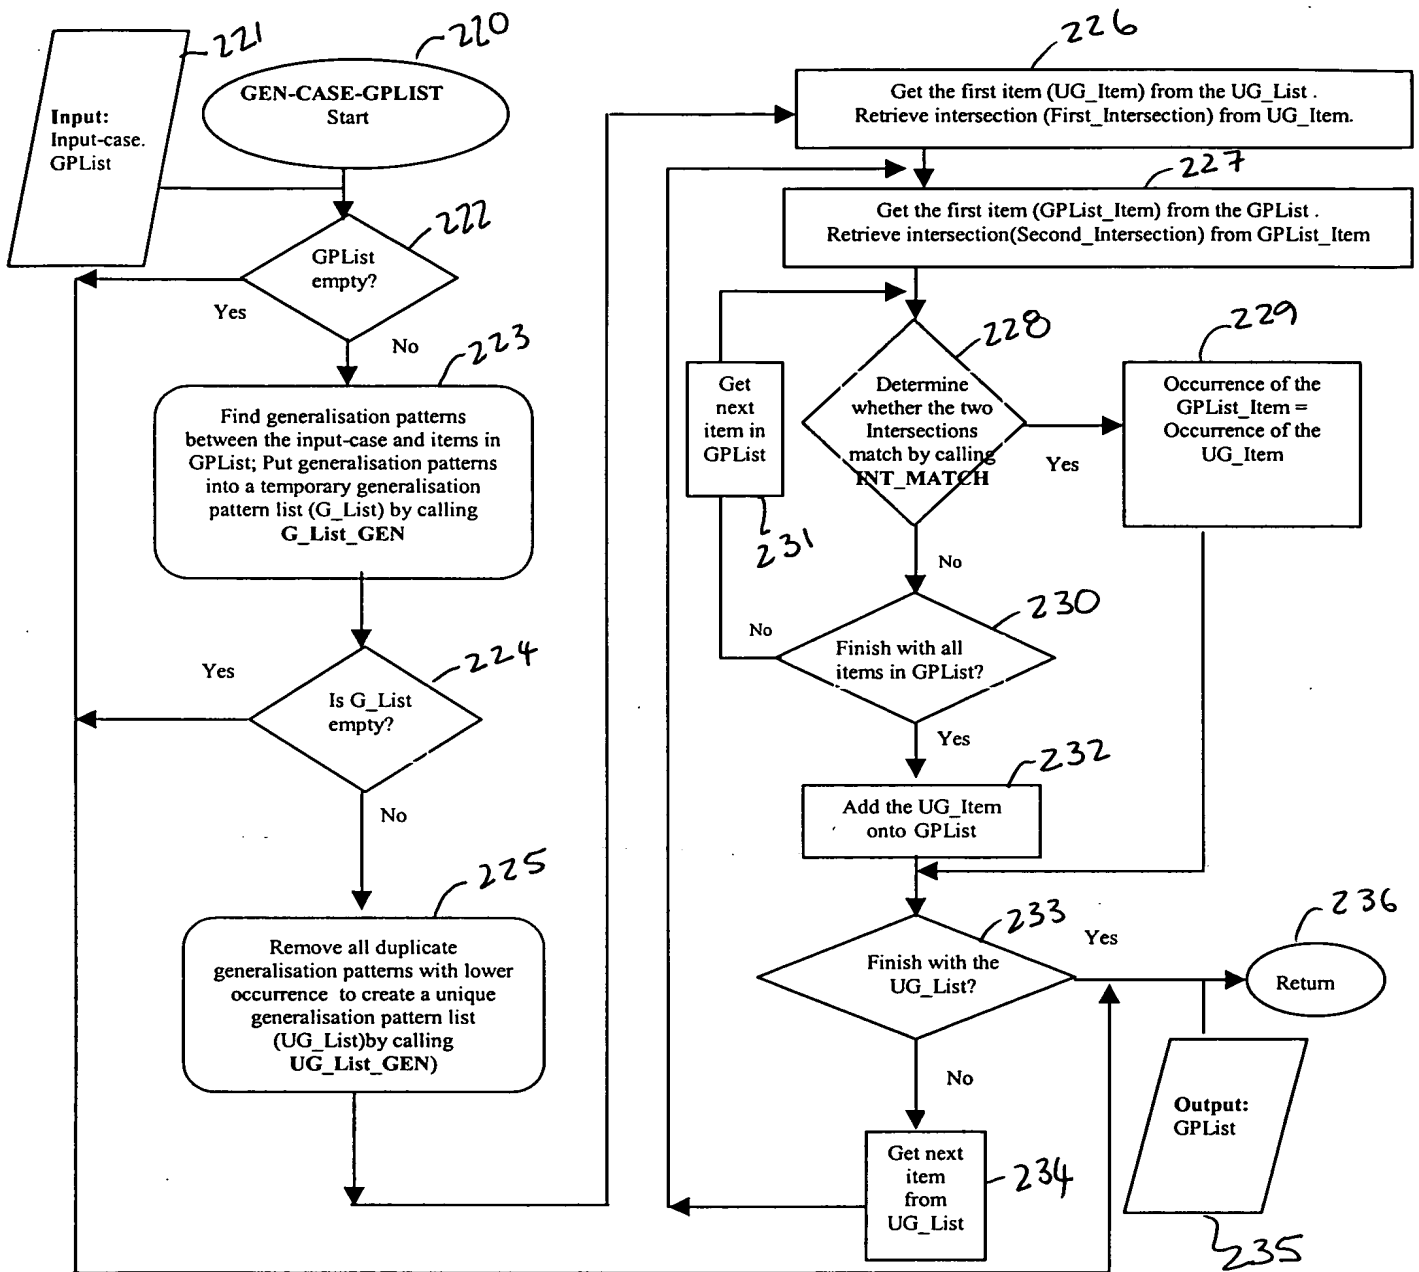 221
220
GEN-CASE-GPLIST
Start
Input:
Input-case.
GPList
222
GPList
empty?
Yes
No
223
Find generalisation patterns
between the input-case and items in
GPList; Put generalisation patterns
into a temporary generalisation
pattern list (G_List) by calling
G_List_GEN
224
Yes
Is G_List
empty?
No
225
Remove all duplicate
generalisation patterns with lower
occurrence to create a unique
generalisation pattern list
(UG_List)by calling
UG_List_GEN)
226
Get the first item (UG_Item) from the UG_List .
Retrieve intersection (First_Intersection) from UG_Item.
227
Get the first item (GPList_Item) from the GPList .
Retrieve intersection(Second_Intersection) from GPList_Item
228
Determine
whether the two
Intersections
match by calling
INT_MATCH
Yes
No
229
Occurrence of the
GPList_Item =
Occurrence of the
UG_Item
Get
next
item in
GPList
231
230
No
Finish with all
items in GPList?
Yes
232
Add the UG_Item
onto GPList
233
Yes
Finish with the
UG_List?
No
236
Return
Get next
item
from
UG_List
234
Output:
GPList
235